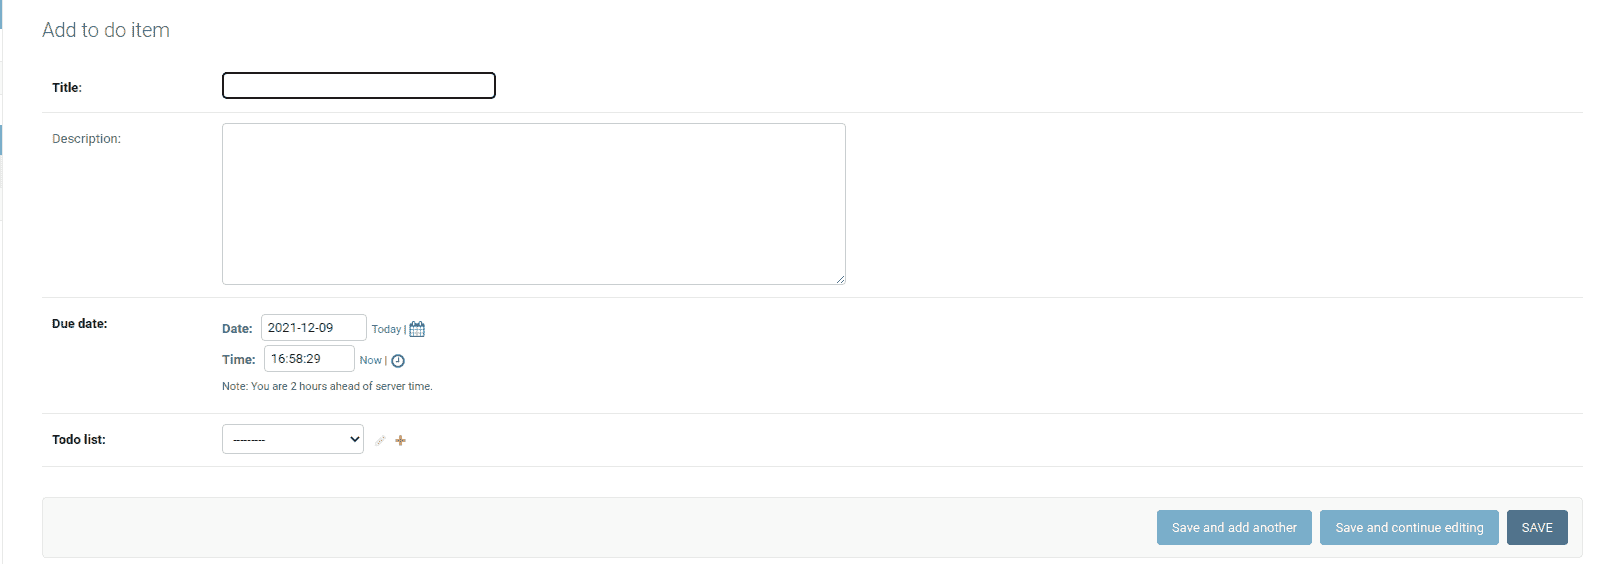 Add to do item
Title:
Description:
Due date:
Date: 2021-12-09 Today |
Time: 16:58:29 Now |
Note: You are 2 hours ahead of server time.
Todo list: ---------
Save and add another Save and continue editing SAVE